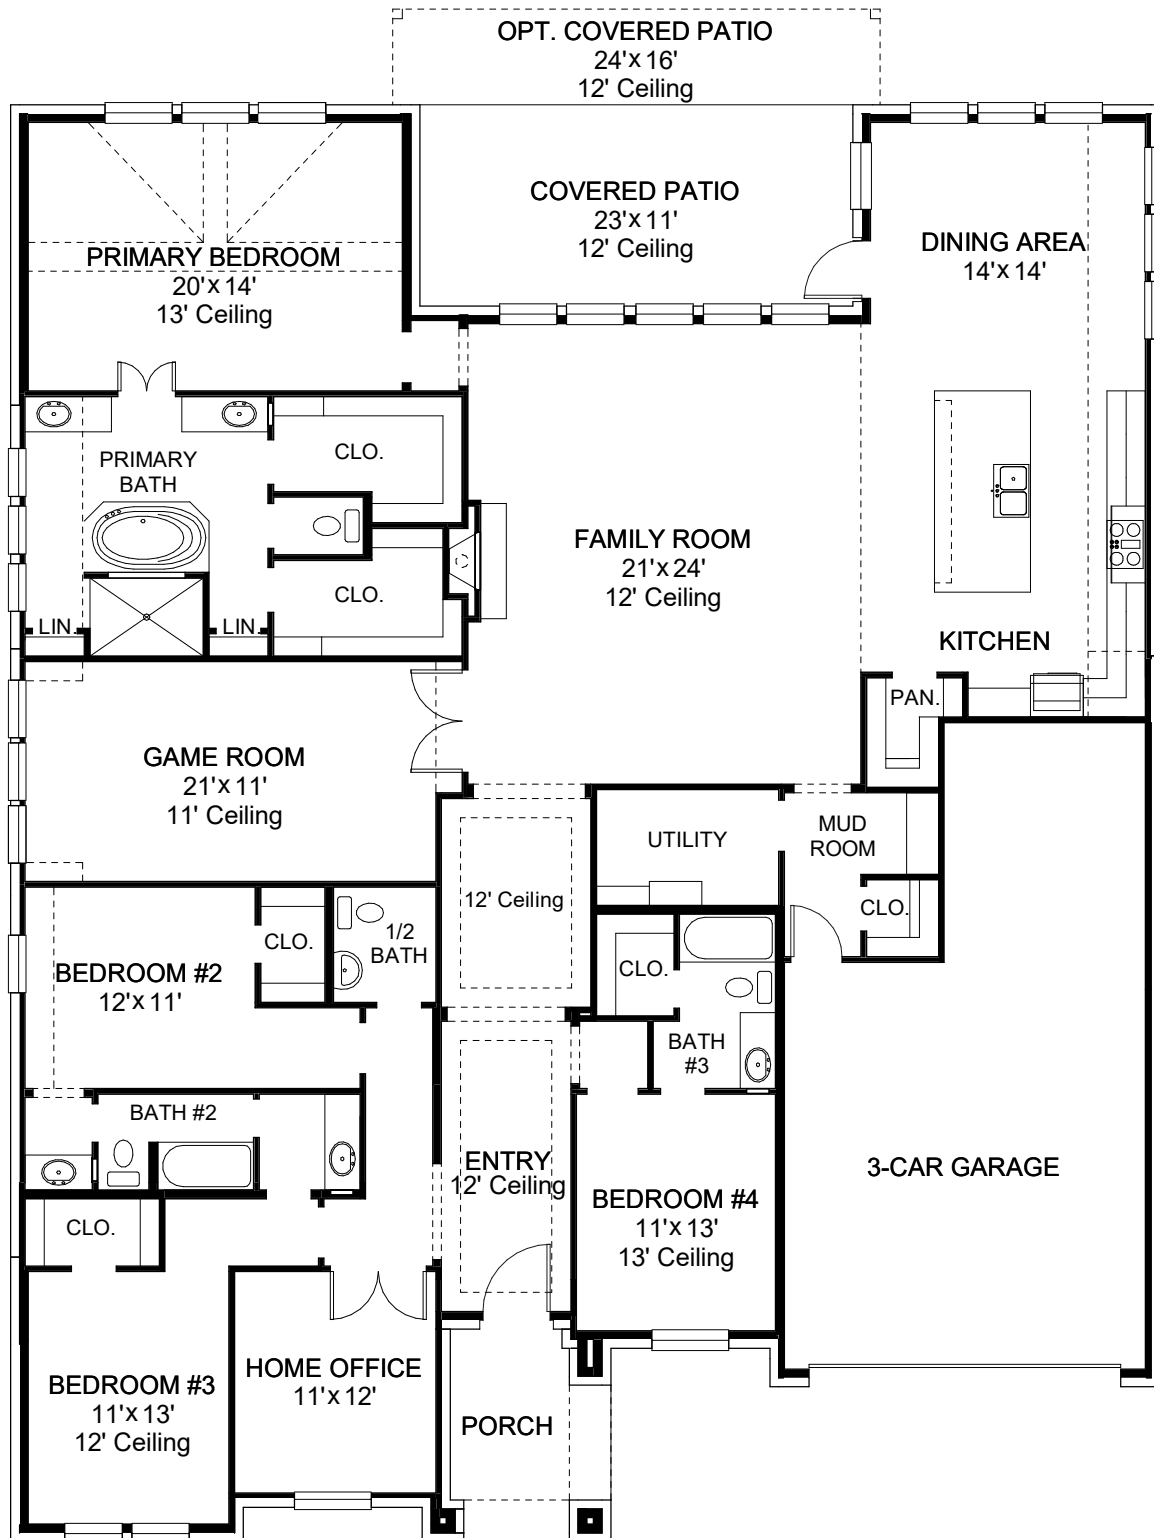 OPT. COVERED PATIO
24'x 16'
12' Ceiling
COVERED PATIO
23'x 11'
12' Ceiling
DINING AREA
14'x 14'
PRIMARY BEDROOM
20'x 14'
13' Ceiling
PRIMARY
BATH
CLO.
FAMILY ROOM
21'x 24'
12' Ceiling
CLO.
LIN.
LIN.
KITCHEN
PAN.
GAME ROOM
21'x 11'
11' Ceiling
UTILITY
MUD
ROOM
12' Ceiling
CLO.
1/2
BATH
CLO.
CLO.
BEDROOM #2
12'x 11'
BATH
#3
BATH #2
ENTRY
12' Ceiling
3-CAR GARAGE
BEDROOM #4
11'x 13'
13' Ceiling
CLO.
HOME OFFICE
11'x 12'
BEDROOM #3
11'x 13'
12' Ceiling
PORCH